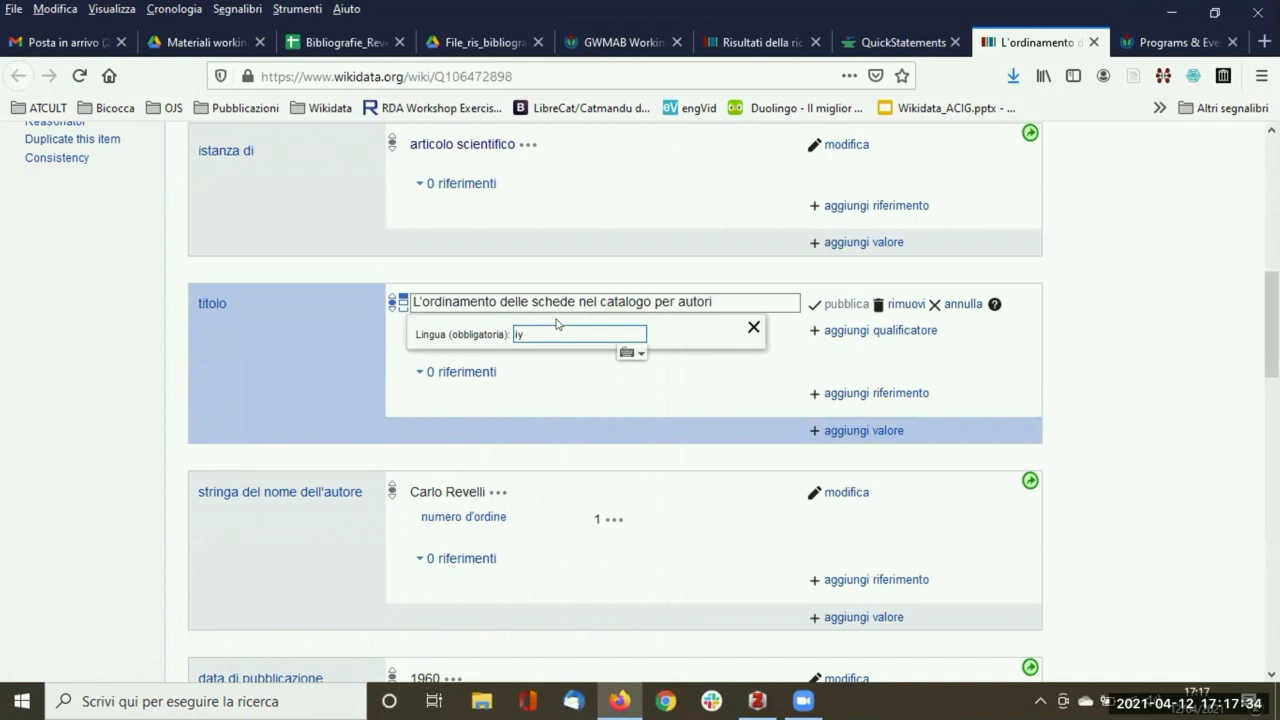 File Modifica Visualizza Cronologia Segnalibri Strumenti Aiuto
Posta in arrivo (2 Materiali workin Bibliografie_Rev File_ris_bibliogra GWMAB Workin Risultati della ric QuickStatements L'ordinamento d Programs & Eve
https://www.wikidata.org/wiki/Q106472898
ATCULT Bicocca OJS Pubblicazioni Wikidata RDA Workshop Exercis... LibreCat/Catmandu d... engVid Duolingo - Il miglior ... Wikidata_ACIG.pptx - ... Altri segnalibri
Reasonator
Duplicate this item
Consistency
istanza di
articolo scientifico
modifica
0 riferimenti
+ aggiungi riferimento
+ aggiungi valore
titolo
L'ordinamento delle schede nel catalogo per autori
pubblica rimuovi annulla
Lingua (obbligatoria): iy
+ aggiungi qualificatore
0 riferimenti
+ aggiungi riferimento
+ aggiungi valore
stringa del nome dell'autore
Carlo Revelli
modifica
numero d'ordine 1
0 riferimenti
+ aggiungi riferimento
+ aggiungi valore
data di pubblicazione
1960
modifica
Scrivi qui per eseguire la ricerca
17:17
2021-04-12 17:17:34